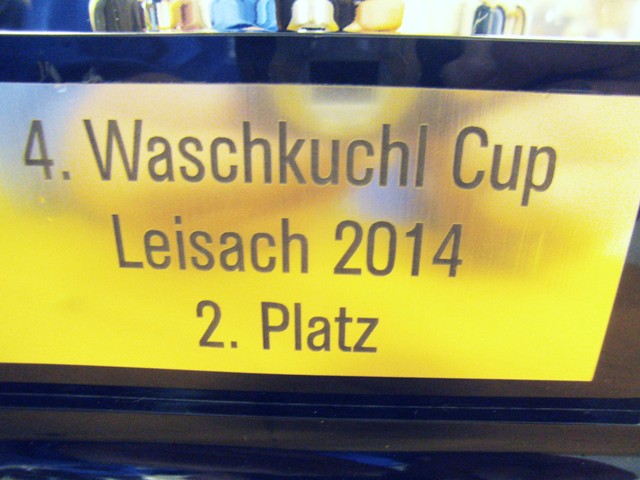 4. Waschkuchl Cup
Leisach 2014
2. Platz